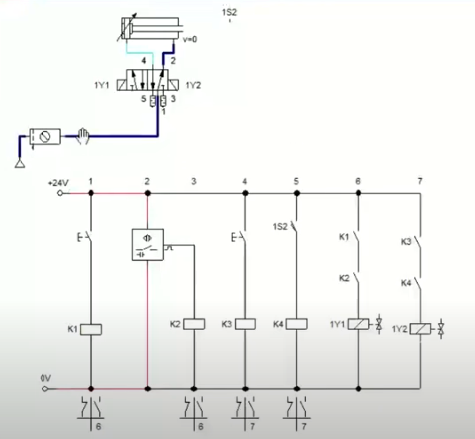 1S2
v=0
4 2
1Y1 1Y2
5 3
1
+24V 1 2 3 4 5 6 7
1S2 K1 K3
K2 K4
K1 K2 K3 K4 1Y1 1Y2
0V
6 6 7 7